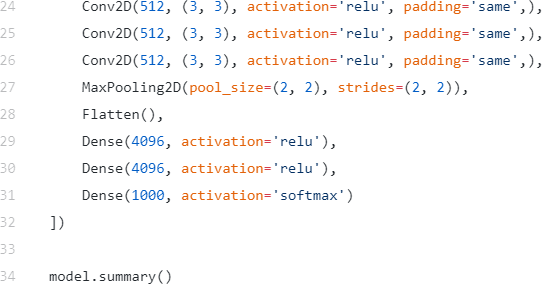 24 Conv2D(512, (3, 3), activation='relu', padding='same',),
25 Conv2D(512, (3, 3), activation='relu', padding='same',),
26 Conv2D(512, (3, 3), activation='relu', padding='same',),
27 MaxPooling2D(pool_size=(2, 2), strides=(2, 2)),
28 Flatten(),
29 Dense(4096, activation='relu'),
30 Dense(4096, activation='relu'),
31 Dense(1000, activation='softmax')
32 ])
33
34 model.summary()